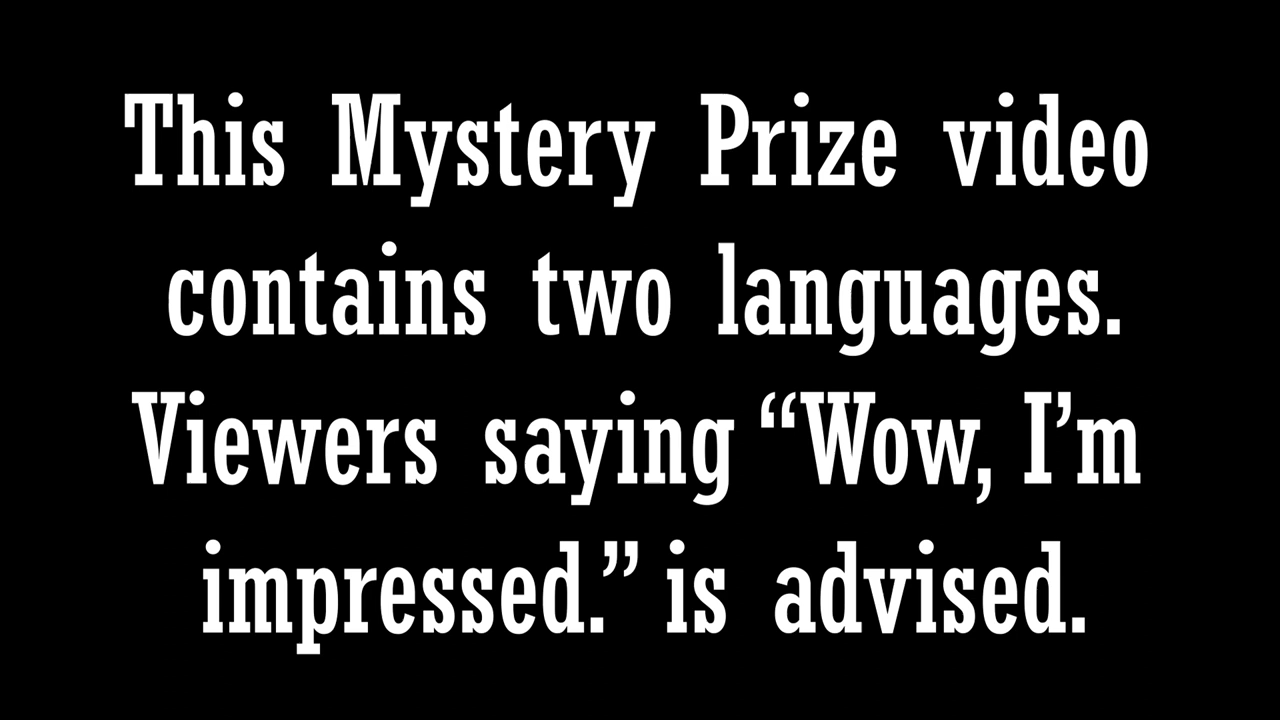 This Mystery Prize video
contains two languages.
Viewers saying “Wow, I’m
impressed.” is advised.